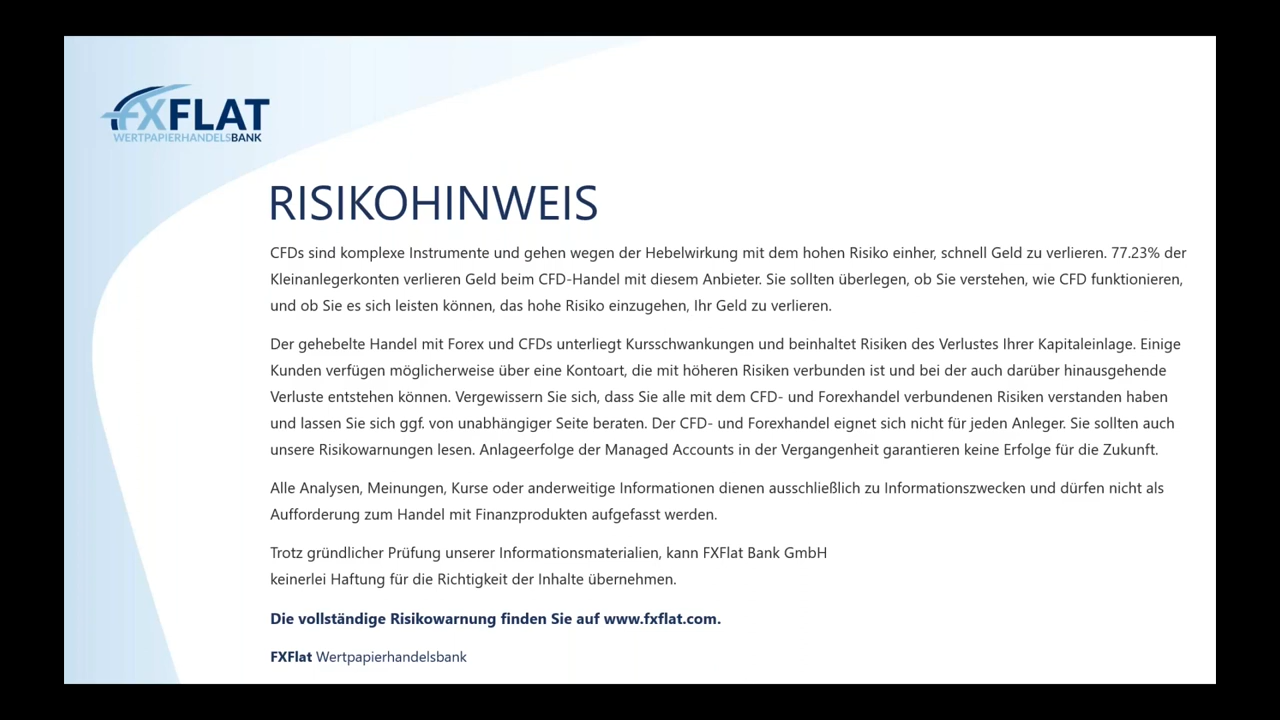 FXFLAT
WERTPAPIERHANDELSBANK
RISIKOHINWEIS
CFDs sind komplexe Instrumente und gehen wegen der Hebelwirkung mit dem hohen Risiko einher, schnell Geld zu verlieren. 77.23% der
Kleinanlegerkonten verlieren Geld beim CFD-Handel mit diesem Anbieter. Sie sollten überlegen, ob Sie verstehen, wie CFD funktionieren,
und ob Sie es sich leisten können, das hohe Risiko einzugehen, Ihr Geld zu verlieren.
Der gehebelte Handel mit Forex und CFDs unterliegt Kursschwankungen und beinhaltet Risiken des Verlustes Ihrer Kapitaleinlage. Einige
Kunden verfügen möglicherweise über eine Kontoart, die mit höheren Risiken verbunden ist und bei der auch darüber hinausgehende
Verluste entstehen können. Vergewissern Sie sich, dass Sie alle mit dem CFD- und Forexhandel verbundenen Risiken verstanden haben
und lassen Sie sich ggf. von unabhängiger Seite beraten. Der CFD- und Forexhandel eignet sich nicht für jeden Anleger. Sie sollten auch
unsere Risikowarnungen lesen. Anlageerfolge der Managed Accounts in der Vergangenheit garantieren keine Erfolge für die Zukunft.
Alle Analysen, Meinungen, Kurse oder anderweitige Informationen dienen ausschließlich zu Informationszwecken und dürfen nicht als
Aufforderung zum Handel mit Finanzprodukten aufgefasst werden.
Trotz gründlicher Prüfung unserer Informationsmaterialien, kann FXFlat Bank GmbH
keinerlei Haftung für die Richtigkeit der Inhalte übernehmen.
Die vollständige Risikowarnung finden Sie auf www.fxflat.com.
FXFlat Wertpapierhandelsbank